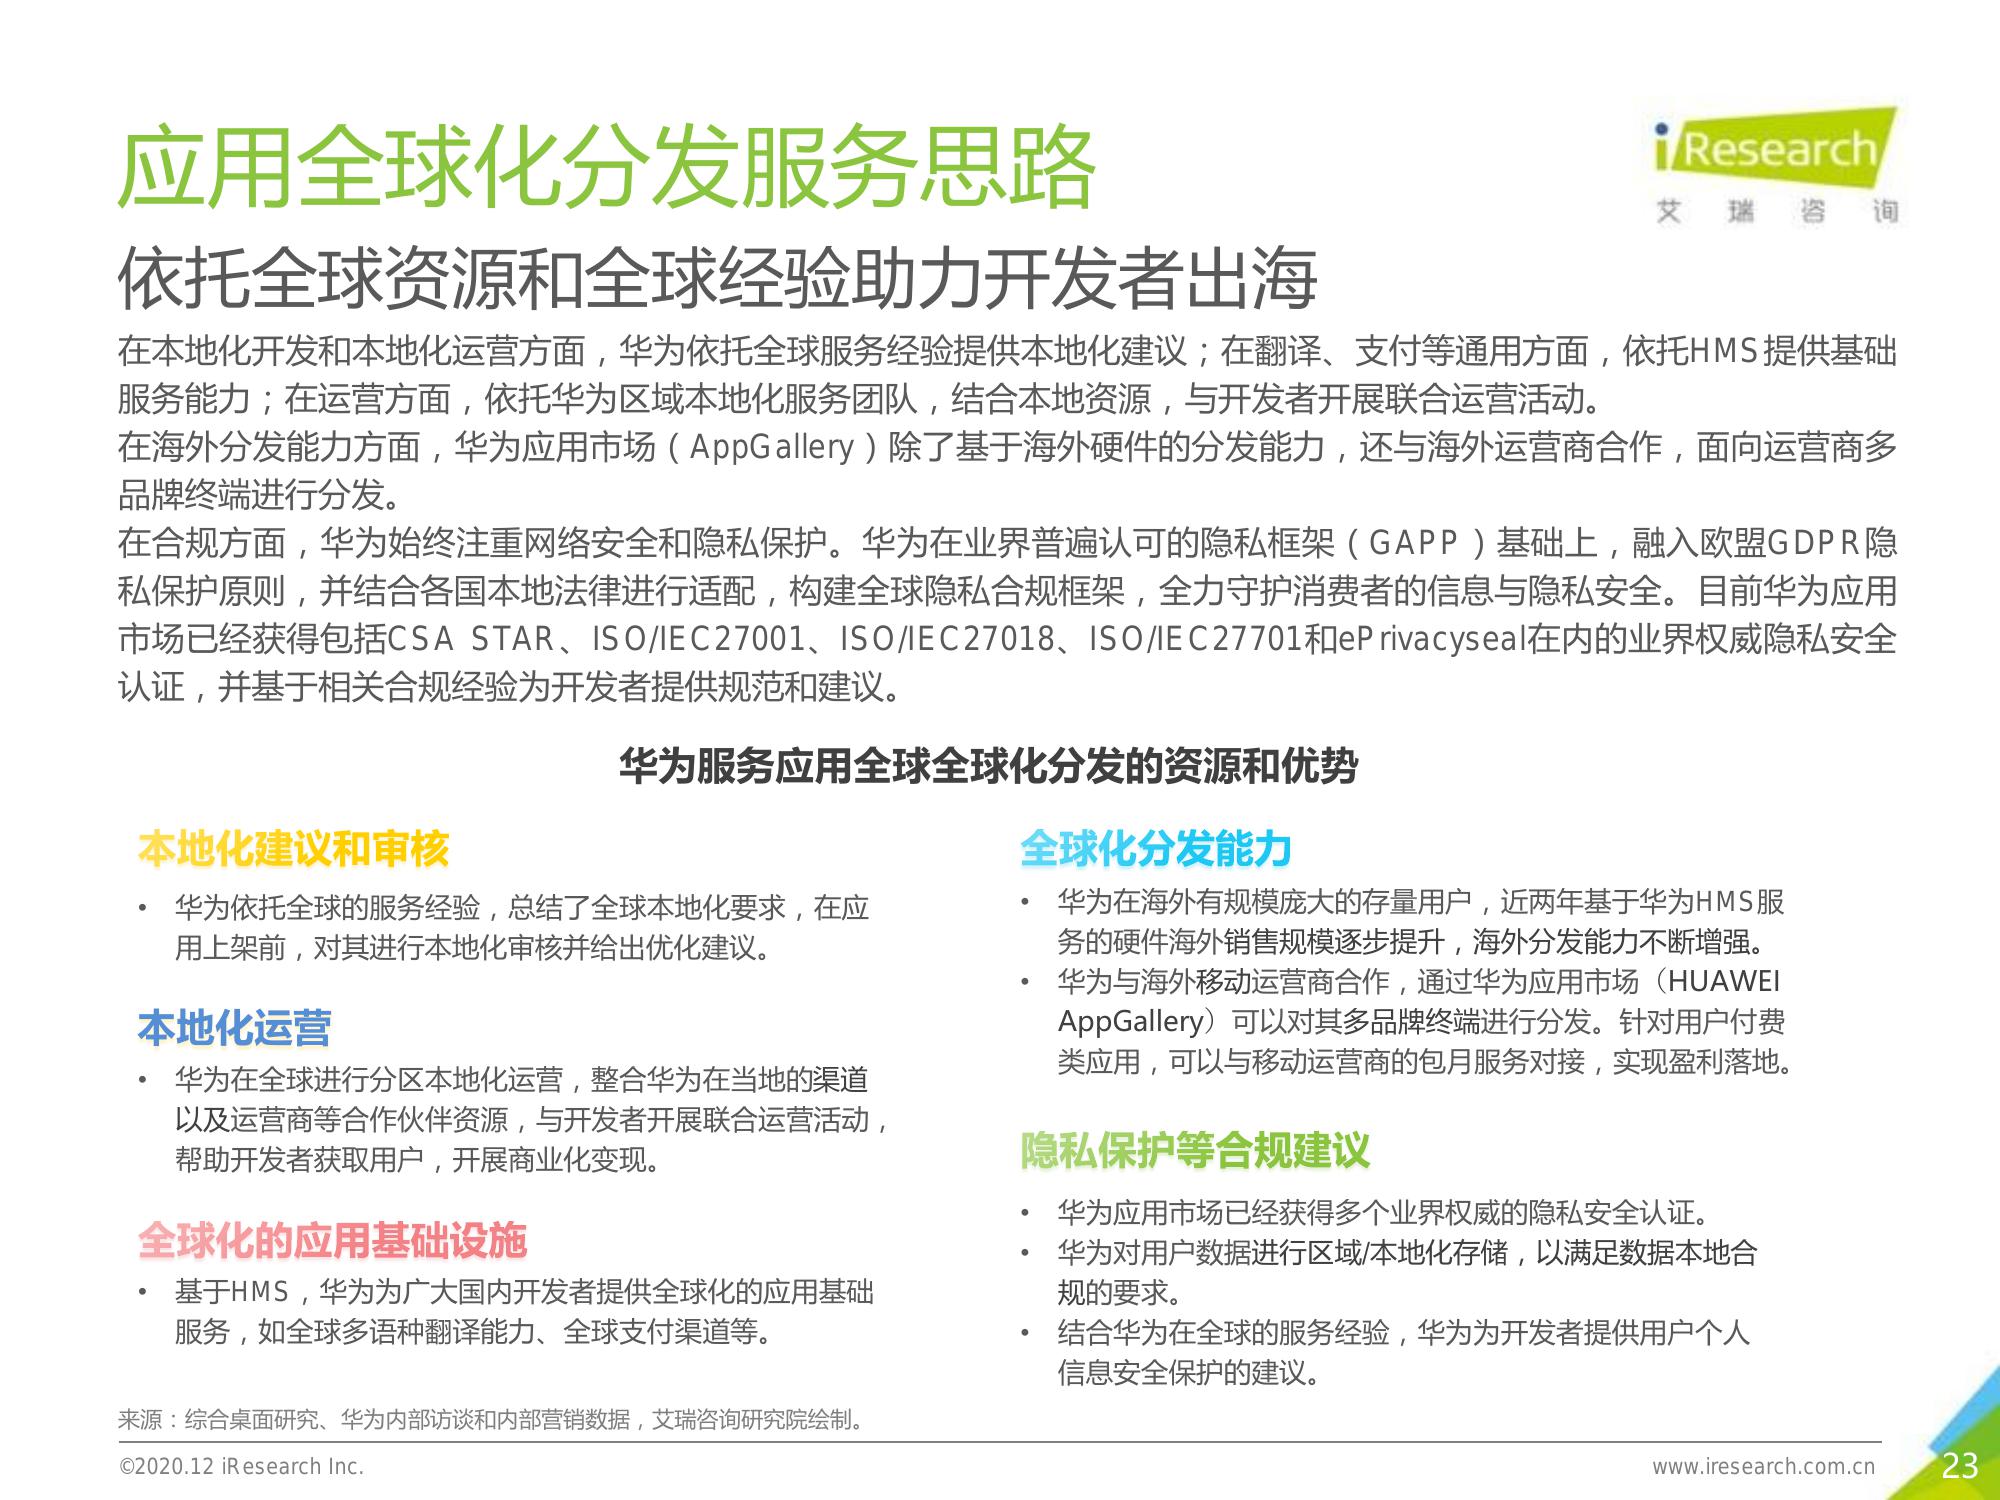 应用全球化分发服务思路
iResearch
艾瑞咨询
依托全球资源和全球经验助力开发者出海
在本地化开发和本地化运营方面，华为依托全球服务经验提供本地化建议；在翻译、支付等通用方面，依托HMS提供基础
服务能力；在运营方面，依托华为区域本地化服务团队，结合本地资源，与开发者开展联合运营活动。
在海外分发能力方面，华为应用市场（AppGallery）除了基于海外硬件的分发能力，还与海外运营商合作，面向运营商多
品牌终端进行分发。
在合规方面，华为始终注重网络安全和隐私保护。华为在业界普遍认可的隐私框架（GAPP）基础上，融入欧盟GDPR隐
私保护原则，并结合各国本地法律进行适配，构建全球隐私合规框架，全力守护消费者的信息与隐私安全。目前华为应用
市场已经获得包括CSA STAR、ISO/IEC27001、ISO/IEC27018、ISO/IEC27701和ePrivacyseal在内的业界权威隐私安全
认证，并基于相关合规经验为开发者提供规范和建议。
华为服务应用全球全球化分发的资源和优势
本地化建议和审核
• 华为依托全球的服务经验，总结了全球本地化要求，在应
用上架前，对其进行本地化审核并给出优化建议。
本地化运营
• 华为在全球进行分区本地化运营，整合华为在当地的渠道
以及运营商等合作伙伴资源，与开发者开展联合运营活动，
帮助开发者获取用户，开展商业化变现。
全球化的应用基础设施
• 基于HMS，华为为广大国内开发者提供全球化的应用基础
服务，如全球多语种翻译能力、全球支付渠道等。
全球化分发能力
• 华为在海外有规模庞大的存量用户，近两年基于华为HMS服
务的硬件海外销售规模逐步提升，海外分发能力不断增强。
• 华为与海外移动运营商合作，通过华为应用市场（HUAWEI
AppGallery）可以对其多品牌终端进行分发。针对用户付费
类应用，可以与移动运营商的包月服务对接，实现盈利落地。
隐私保护等合规建议
• 华为应用市场已经获得多个业界权威的隐私安全认证。
• 华为对用户数据进行区域/本地化存储，以满足数据本地合
规的要求。
• 结合华为在全球的服务经验，华为为开发者提供用户个人
信息安全保护的建议。
来源：综合桌面研究、华为内部访谈和内部营销数据，艾瑞咨询研究院绘制。
©2020.12 iResearch Inc.
www.iresearch.com.cn
23